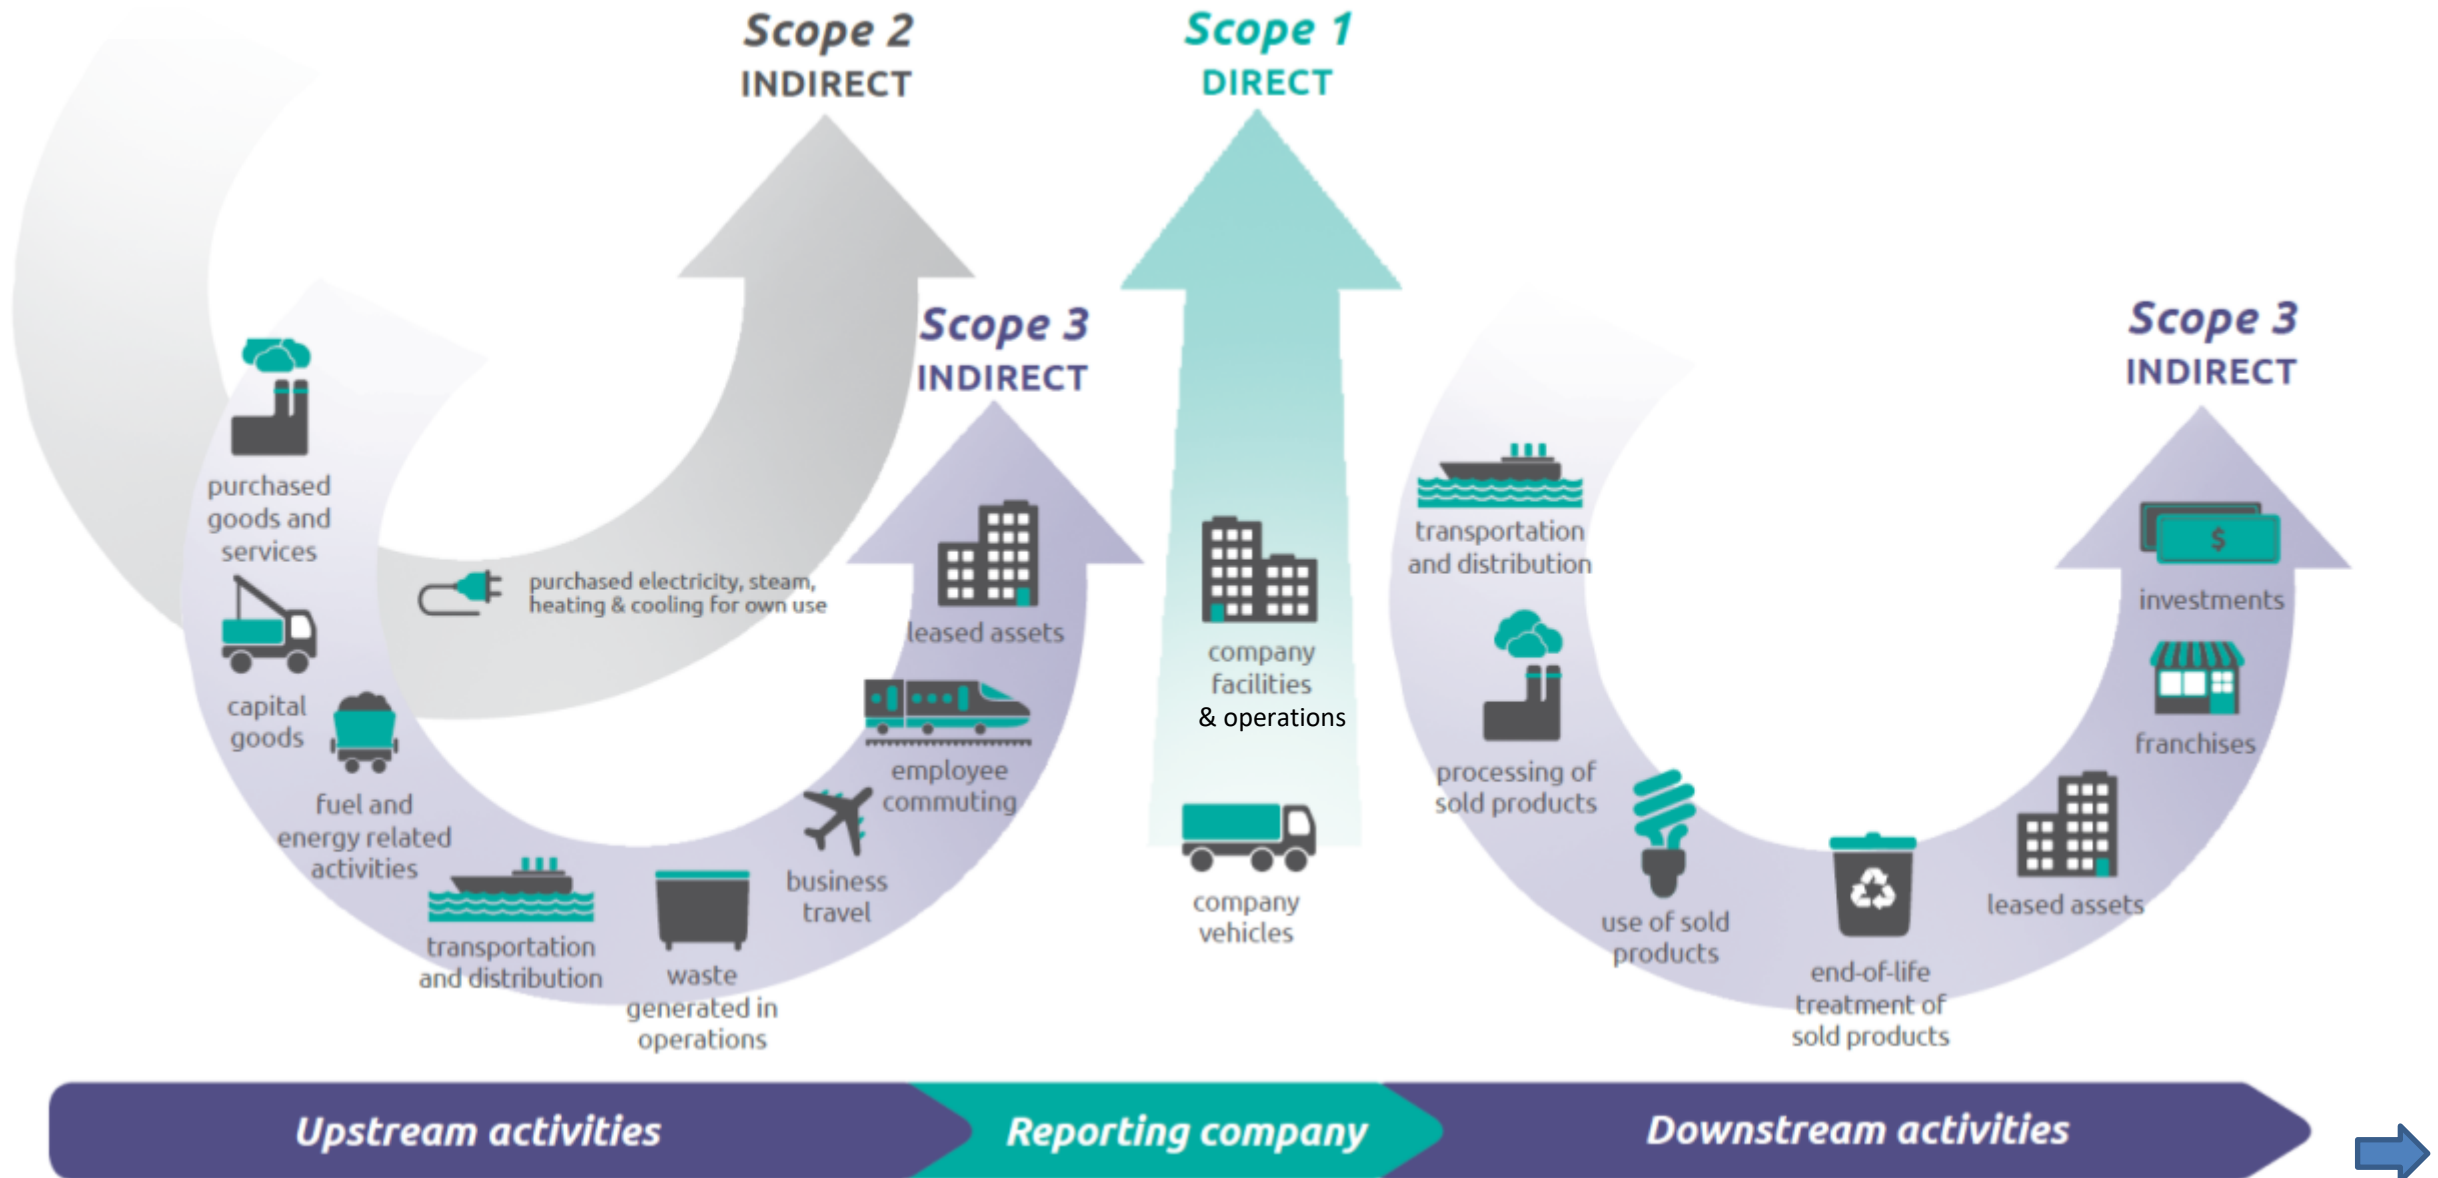 Scope 2
INDIRECT
Scope 1
DIRECT
Scope 3
INDIRECT
Scope 3
INDIRECT
purchased
goods and
services
capital
goods
fuel and
energy related
activities
transportation
and distribution
waste
generated in
operations
business
travel
employee
commuting
leased assets
purchased electricity, steam,
heating & cooling for own use
company
facilities
& operations
company
vehicles
transportation
and distribution
processing of
sold products
use of sold
products
end-of-life
treatment of
sold products
leased assets
franchises
investments
$
Upstream activities
Reporting company
Downstream activities